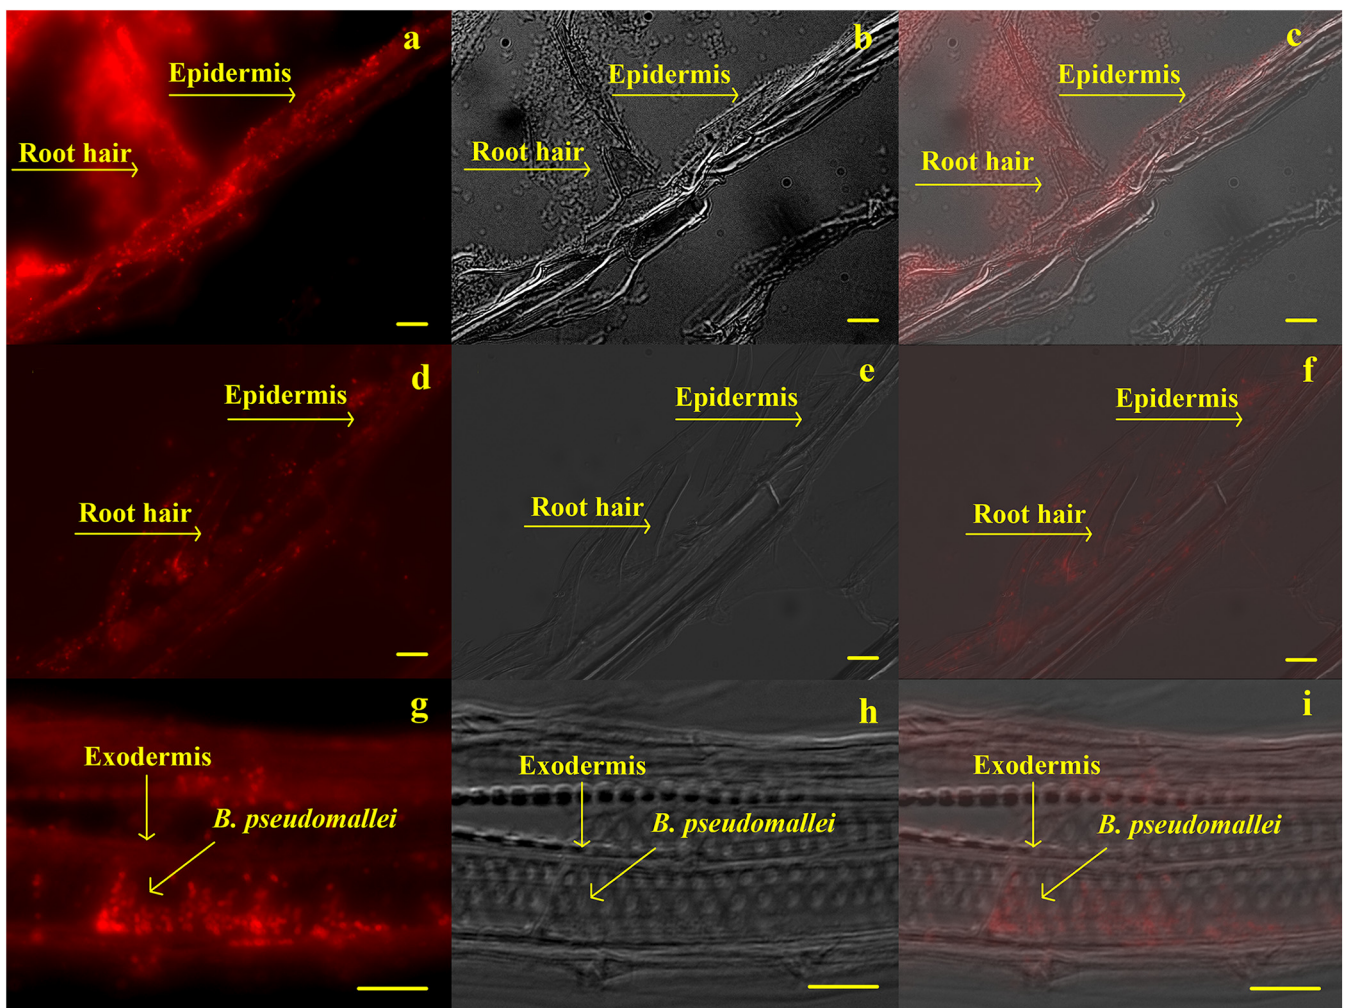 a
Epidermis
Root hair
b
Epidermis
Root hair
c
Epidermis
Root hair
d
Epidermis
Root hair
e
Epidermis
Root hair
f
Epidermis
Root hair
g
Exodermis
B. pseudomallei
h
Exodermis
B. pseudomallei
i
Exodermis
B. pseudomallei